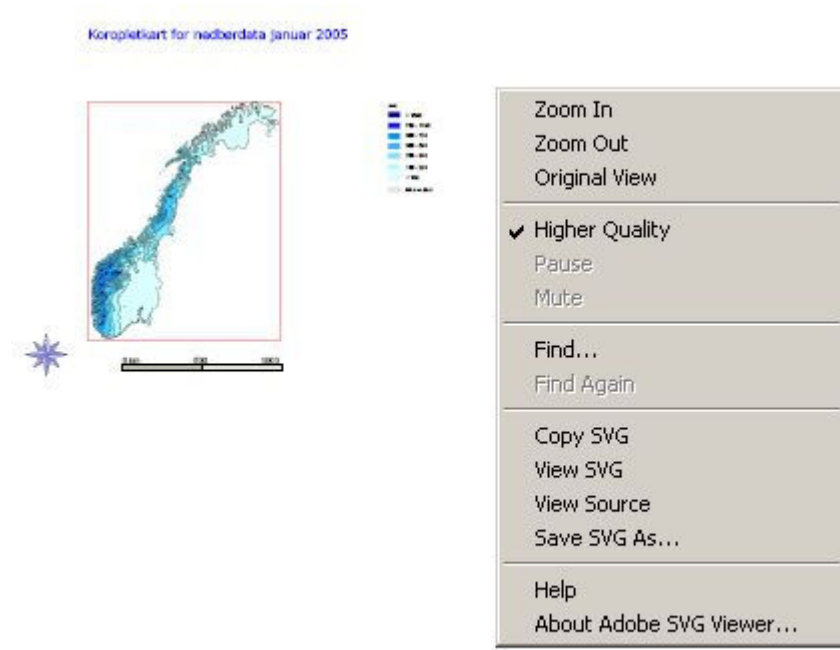 Koropletkart for nedbørdata januar 2005
Zoom In
Zoom Out
Original View
Higher Quality
Pause
Mute
Find...
Find Again
Copy SVG
View SVG
View Source
Save SVG As...
Help
About Adobe SVG Viewer...